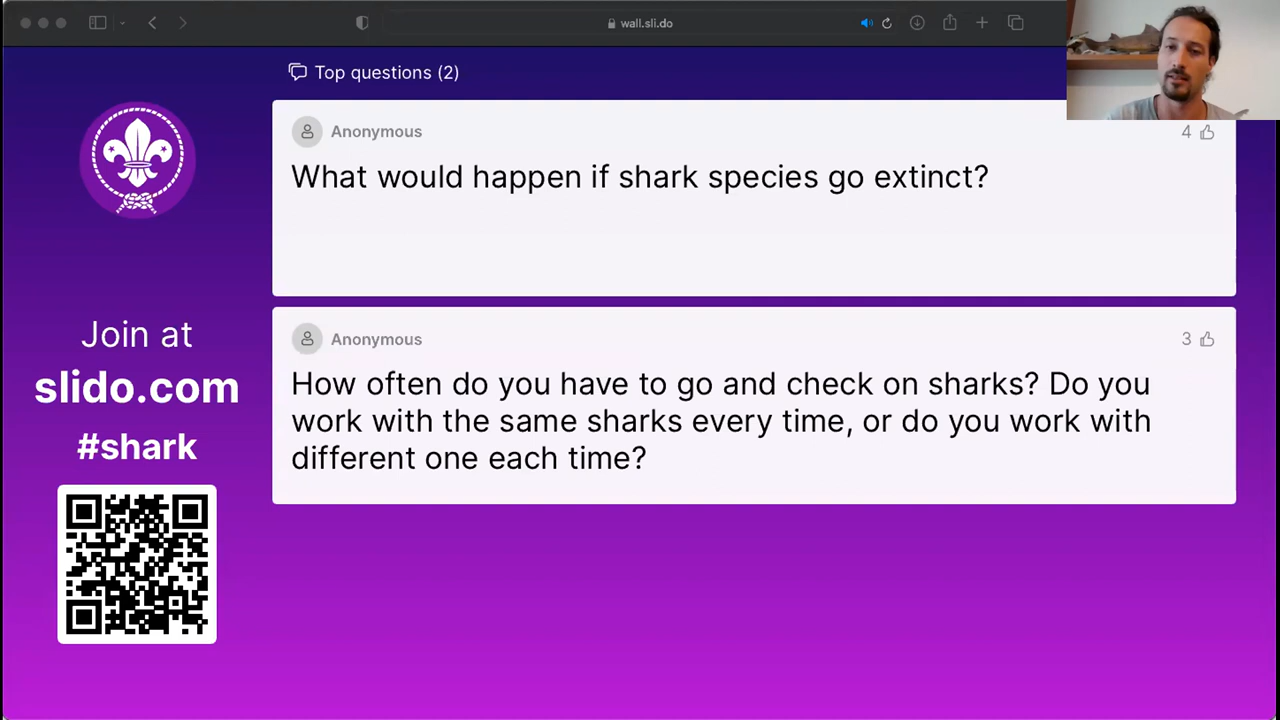 wall.sli.do
Top questions (2)
Anonymous
4
What would happen if shark species go extinct?
Anonymous
3
How often do you have to go and check on sharks? Do you
work with the same sharks every time, or do you work with
different one each time?
Join at
slido.com
#shark